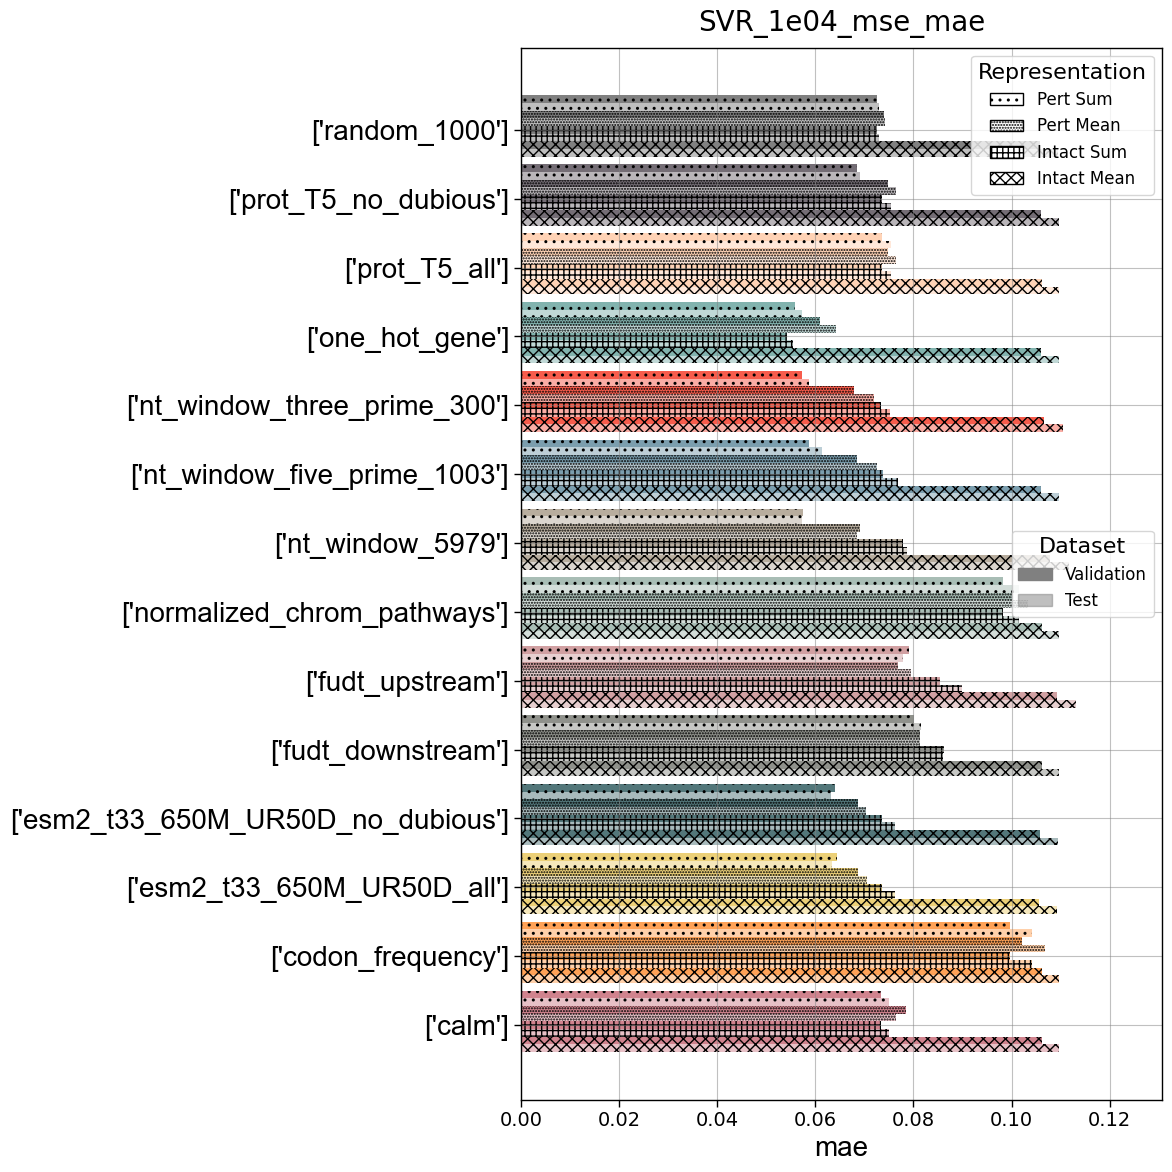 SVR_1e04_mse_mae
Representation
Pert Sum
Pert Mean
Intact Sum
Intact Mean
['random_1000']
['prot_T5_no_dubious']
['prot_T5_all']
['one_hot_gene']
['nt_window_three_prime_300']
['nt_window_five_prime_1003']
['nt_window_5979']
Dataset
Validation
Test
['normalized_chrom_pathways']
['fudt_upstream']
['fudt_downstream']
['esm2_t33_650M_UR50D_no_dubious']
['esm2_t33_650M_UR50D_all']
['codon_frequency']
['calm']
0.00 0.02 0.04 0.06 0.08 0.10 0.12
mae